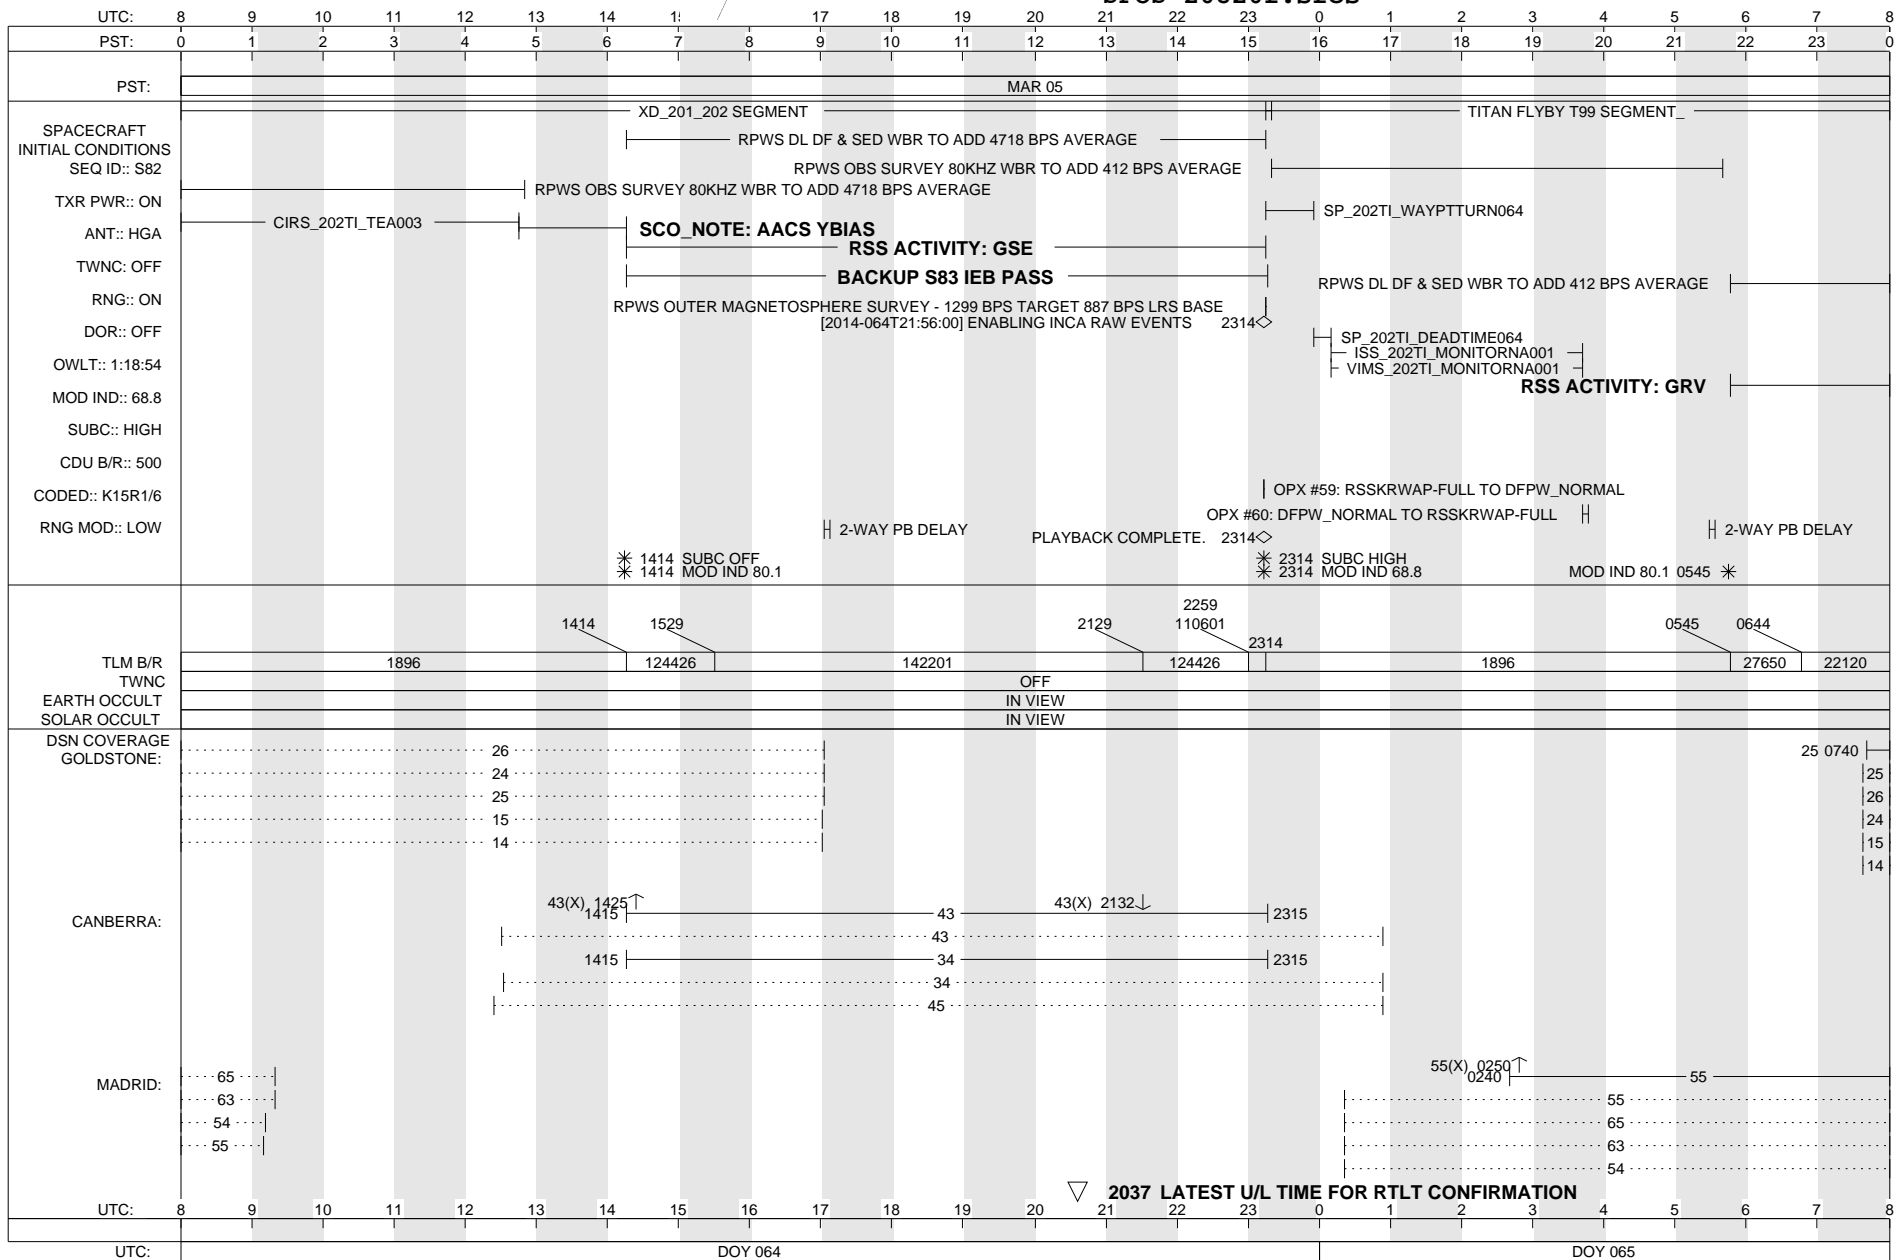 UTC: 8 9 10 11 12 13 14 17 18 19 20 21 22 23 0 1 2 3 4 5 6 7 8
PST: 0 1 2 3 4 5 6 7 8 9 10 11 12 13 14 15 16 17 18 19 20 21 22 23 0
PST: MAR 05
XD_201_202 SEGMENT TITAN FLYBY T99 SEGMENT_
SPACECRAFT
INITIAL CONDITIONS
RPWS DL DF & SED WBR TO ADD 4718 BPS AVERAGE
SEQ ID:: S82
RPWS OBS SURVEY 80KHZ WBR TO ADD 412 BPS AVERAGE
RPWS OBS SURVEY 80KHZ WBR TO ADD 4718 BPS AVERAGE
TXR PWR:: ON
SP_202TI_WAYPTTURN064
CIRS_202TI_TEA003
SCO_NOTE: AACS YBIAS
ANT:: HGA
RSS ACTIVITY: GSE
TWNC: OFF
BACKUP S83 IEB PASS
RPWS DL DF & SED WBR TO ADD 412 BPS AVERAGE
RNG:: ON
RPWS OUTER MAGNETOSPHERE SURVEY - 1299 BPS TARGET 887 BPS LRS BASE
[2014-064T21:56:00] ENABLING INCA RAW EVENTS 2314
DOR:: OFF
SP_202TI_DEADTIME064
ISS_202TI_MONITORNA001
OWLT:: 1:18:54
VIMS_202TI_MONITORNA001
RSS ACTIVITY: GRV
MOD IND:: 68.8
SUBC:: HIGH
CDU B/R:: 500
CODED:: K15R1/6
OPX #59: RSSKRWAP-FULL TO DFPW_NORMAL
OPX #60: DFPW_NORMAL TO RSSKRWAP-FULL
RNG MOD:: LOW
2-WAY PB DELAY 2-WAY PB DELAY
PLAYBACK COMPLETE. 2314
1414 SUBC OFF 2314 SUBC HIGH
1414 MOD IND 80.1 2314 MOD IND 68.8 MOD IND 80.1 0545
2259
1414 1529 2129 110601 0545 0644
2314
TLM B/R 1896 124426 142201 124426 1896 27650 22120
TWNC OFF
EARTH OCCULT IN VIEW
SOLAR OCCULT IN VIEW
DSN COVERAGE
GOLDSTONE:
26 25 0740
24 25
25 26
15 24
14 15
14
43(X) 1425 43(X) 2132
CANBERRA: 1415 43 2315
43
1415 34 2315
34
45
55(X) 0250
MADRID: 65 0240 55
63 55
54 65
55 63
54
2037 LATEST U/L TIME FOR RTLT CONFIRMATION
UTC: 8 9 10 11 12 13 14 15 16 17 18 19 20 21 22 23 0 1 2 3 4 5 6 7 8
UTC: DOY 064 DOY 065